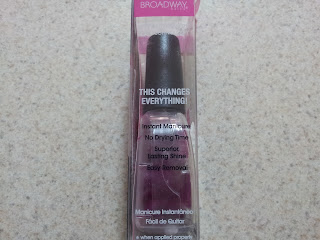 BROADWAY
THIS CHANGES
EVERYTHING!
Instant Manicure
No Drying Time
Superior
Lasting Shine
Easy Removal
Manicure Instantáneo
Fácil de Quitar
when applied properly